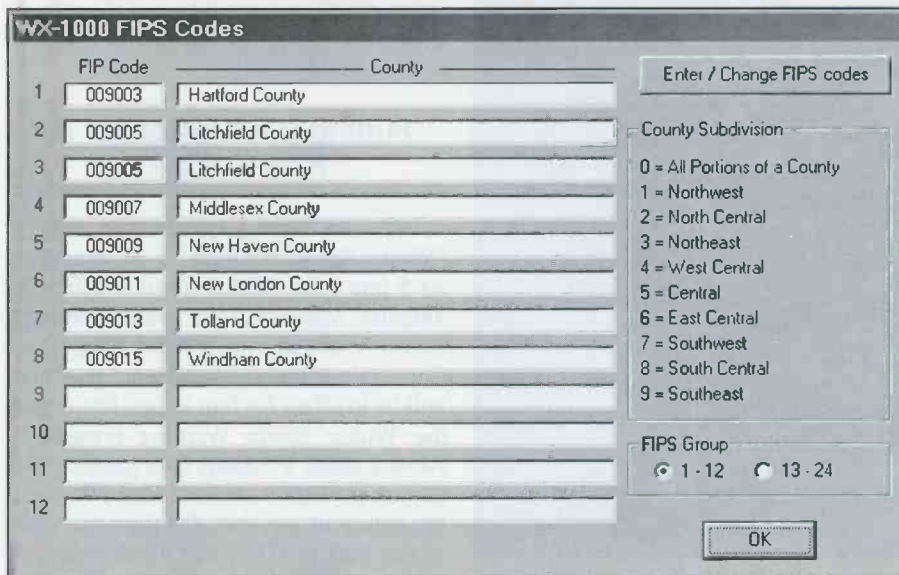 WX-1000 FIPS Codes
FIP Code County
1 009003 Hartford County
2 009005 Litchfield County
3 009005 Litchfield County
4 009007 Middlesex County
5 009009 New Haven County
6 009011 New London County
7 009013 Tolland County
8 009015 Windham County
9
10
11
12
Enter / Change FIPS codes
County Subdivision
0 = All Portions of a County
1 = Northwest
2 = North Central
3 = Northeast
4 = West Central
5 = Central
6 = East Central
7 = Southwest
8 = South Central
9 = Southeast
FIPS Group
1 - 12 13 - 24
OK